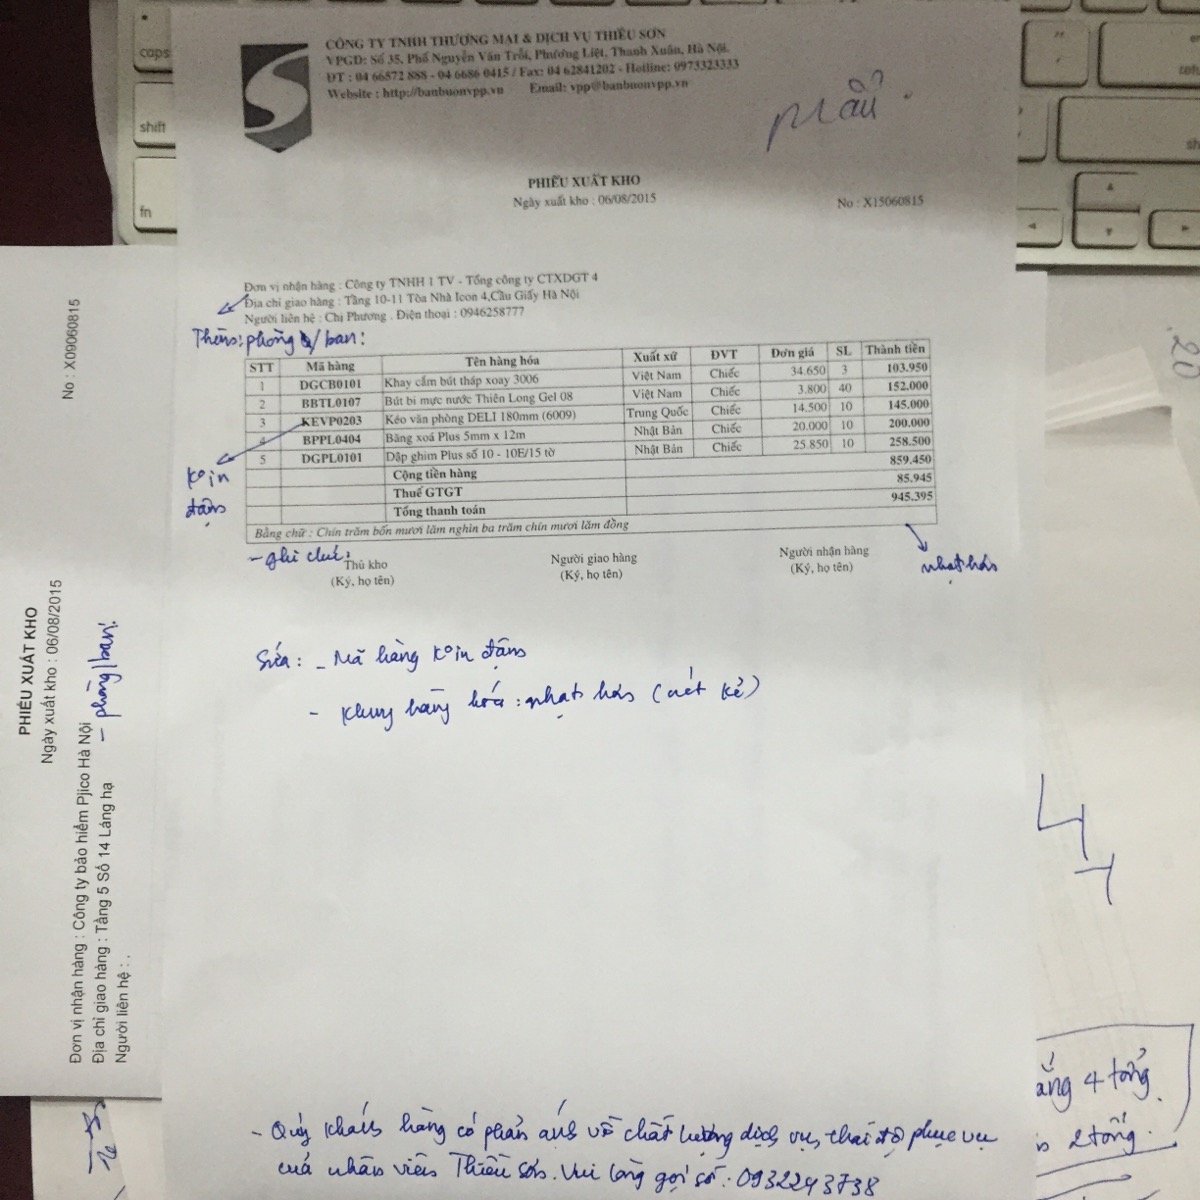 CÔNG TY TNHH THƯƠNG MẠI & DỊCH VỤ THIỀU SƠN
VPGD: Số 35, Phố Nguyễn Văn Trỗi, Phương Liệt, Thanh Xuân, Hà Nội.
ĐT : 04 66572 888 - 04 6686 0415 / Fax: 04 62841202 - Hotline: 0973323333
Website : http://banbuonvpp.vn Email: vpp@banbuonvpp.vn
Mẫu
PHIẾU XUẤT KHO
Ngày xuất kho : 06/08/2015
No : X15060815
Đơn vị nhận hàng : Công ty TNHH 1 TV - Tổng công ty CTXDGT 4
Địa chỉ giao hàng : Tầng 10-11 Tòa Nhà Icon 4,Cầu Giấy Hà Nội
Người liên hệ : Chị Phương . Điện thoại : 0946258777
Thêm: phòng /ban:
STT Mã hàng Tên hàng hóa Xuất xứ ĐVT Đơn giá SL Thành tiền
1 DGCB0101 Khay cắm bút tháp xoay 3006 Việt Nam Chiếc 34.650 3 103.950
2 BBTL0107 Bút bi mực nước Thiên Long Gel 08 Việt Nam Chiếc 3.800 40 152.000
3 KEVP0203 Kéo văn phòng DELI 180mm (6009) Trung Quốc Chiếc 14.500 10 145.000
4 BPPL0404 Băng xoá Plus 5mm x 12m Nhật Bản Chiếc 20.000 10 200.000
5 DGPL0101 Dập ghim Plus số 10 - 10E/15 tờ Nhật Bản Chiếc 25.850 10 258.500
Cộng tiền hàng 859.450
Thuế GTGT 85.945
Tổng thanh toán 945.395
Bằng chữ : Chín trăm bốn mươi lăm nghìn ba trăm chín mươi lăm đồng
Ko in
đậm
- ghi chú:
Thủ kho Người giao hàng Người nhận hàng
(Ký, họ tên) (Ký, họ tên) (Ký, họ tên)
nhạt hơn
Sửa: - Mã hàng Ko in đậm
- Khung hàng hóa : nhạt hơn (nét kẻ)
- Quý khách hàng có phản ánh về chất lượng dịch vụ, thái độ phục vụ
của nhân viên Thiều Sơn. Vui lòng gọi số: 0932243738
No : X09060815
PHIẾU XUẤT KHO
Ngày xuất kho : 06/08/2015
Đơn vị nhận hàng : Công ty bảo hiểm Pjico Hà Nội
Địa chỉ giao hàng : Tầng 5 Số 14 Láng hạ
- phòng/ban:
Người liên hệ : .
4 tổng.
2 tổng.
caps
shift
fn